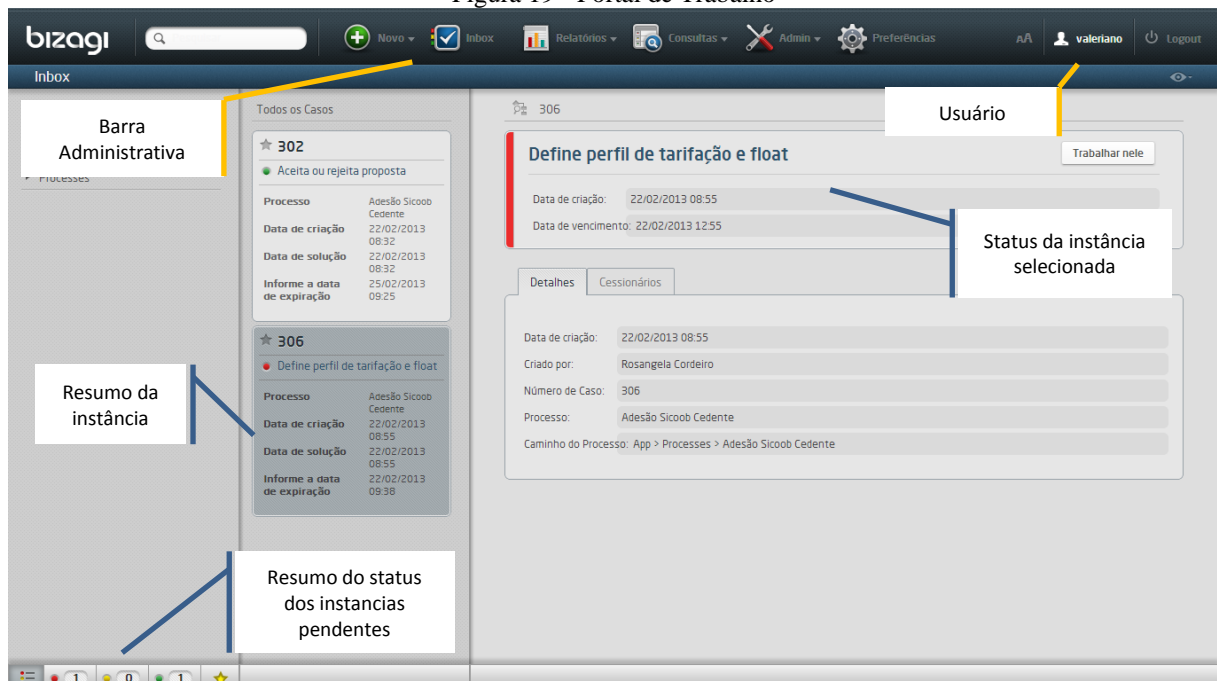 Figura 19 - Portal de Trabalho
bizagi
Novo
Inbox
Relatórios
Consultas
Admin
Preferências
AA
valeriano
Logout
Inbox
Barra
Administrativa
Usuário
Processes
Todos os Casos
302
Aceita ou rejeita proposta
Processo Adesão Sicoob
Cedente
Data de criação 22/02/2013
08:32
Data de solução 22/02/2013
08:32
Informe a data 25/02/2013
de expiração 09:25
306
Define perfil de tarifação e float
Processo Adesão Sicoob
Cedente
Data de criação 22/02/2013
08:55
Data de solução 22/02/2013
08:55
Informe a data 22/02/2013
de expiração 09:38
Resumo da
instância
Resumo do status
dos instancias
pendentes
306
Define perfil de tarifação e float
Trabalhar nele
Data de criação: 22/02/2013 08:55
Data de vencimento: 22/02/2013 12:55
Status da instância
selecionada
Detalhes Cessionários
Data de criação: 22/02/2013 08:55
Criado por: Rosangela Cordeiro
Número de Caso: 306
Processo: Adesão Sicoob Cedente
Caminho do Processo: App > Processes > Adesão Sicoob Cedente
1 0 1